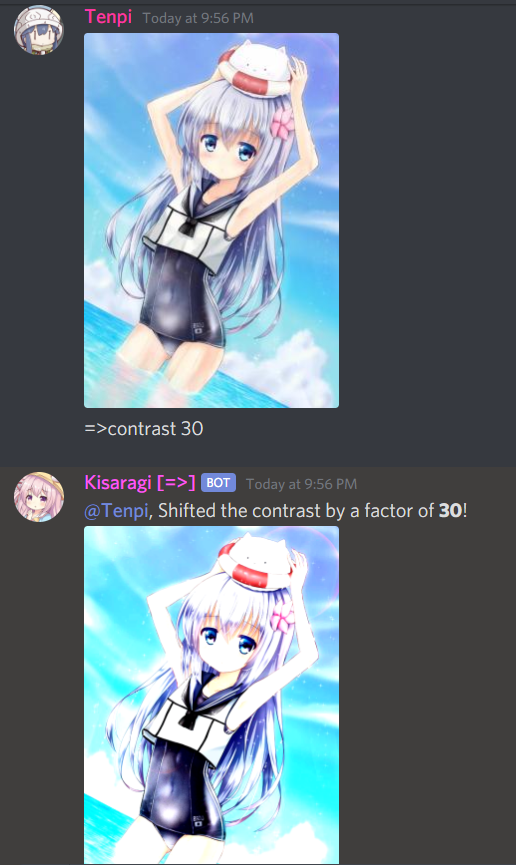 Tenpi Today at 9:56 PM
=>contrast 30
Kisaragi [=>] BOT Today at 9:56 PM
@Tenpi, Shifted the contrast by a factor of 30!